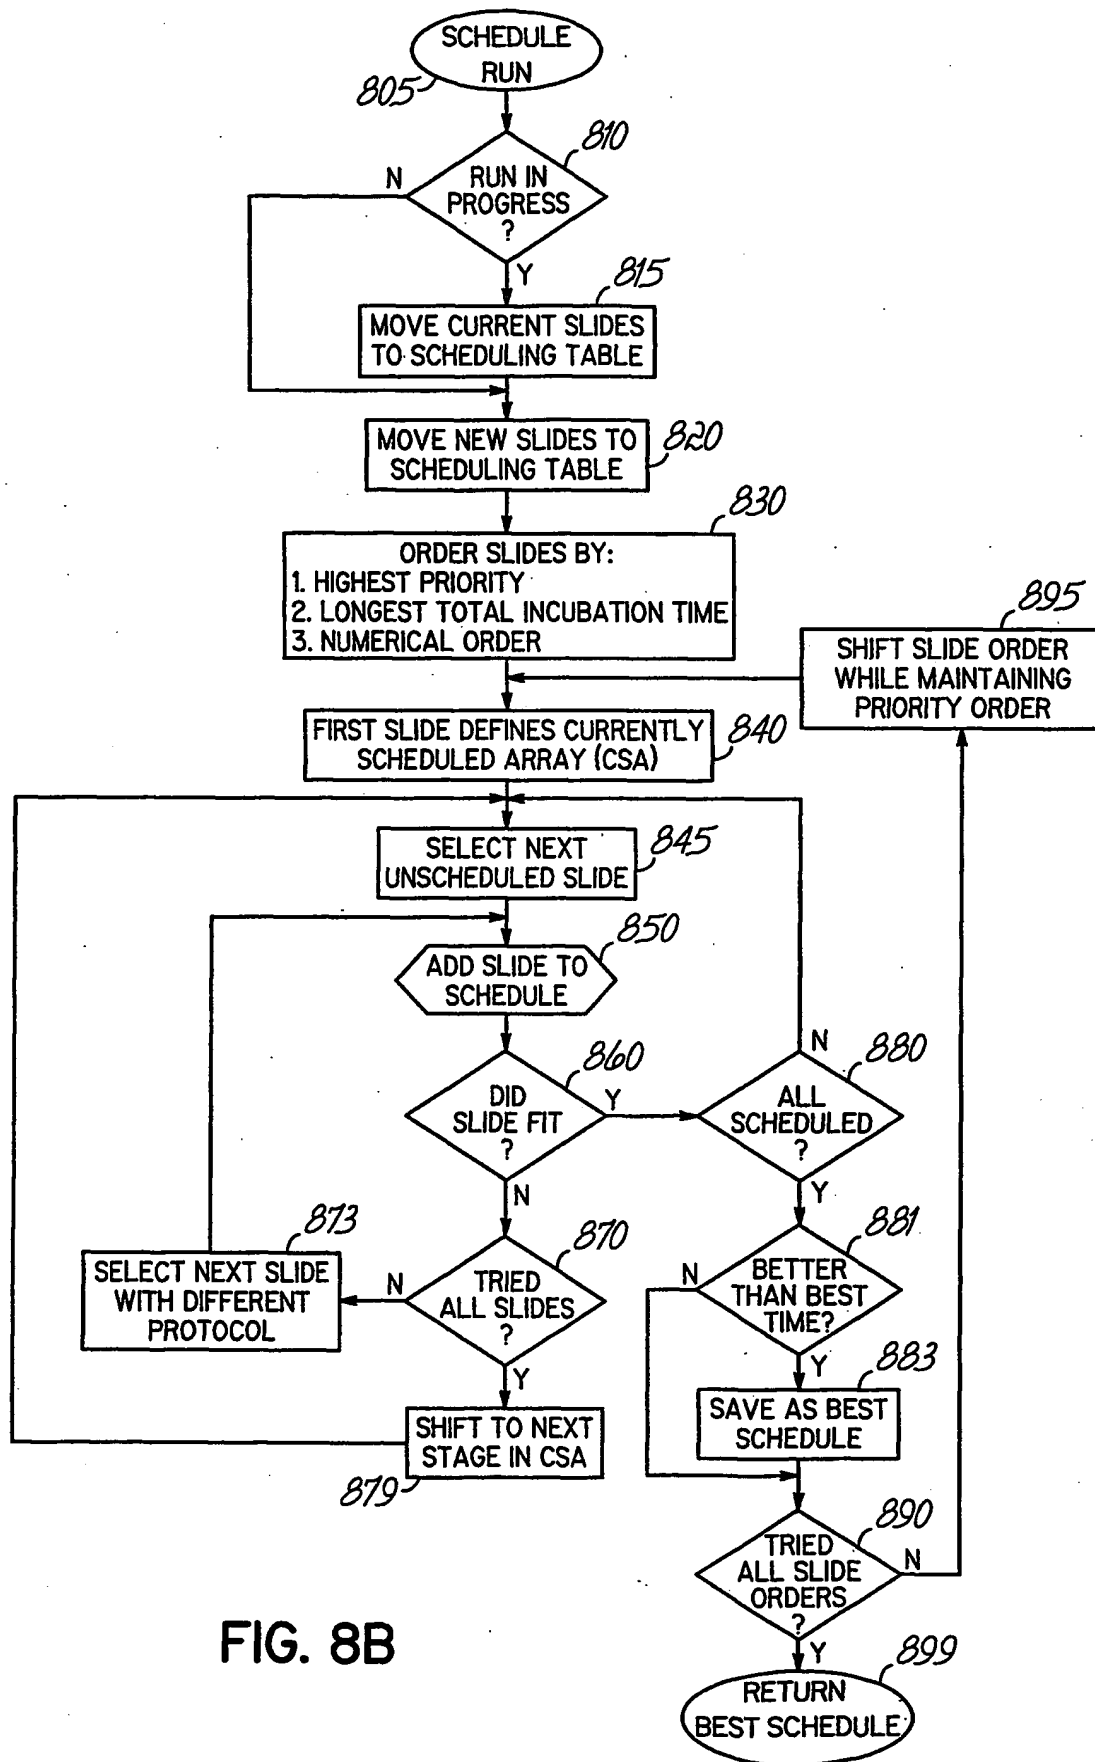 SCHEDULE
RUN
805
810
N
RUN IN
PROGRESS
?
Y
815
MOVE CURRENT SLIDES
TO SCHEDULING TABLE
MOVE NEW SLIDES TO
SCHEDULING TABLE
820
830
ORDER SLIDES BY:
1. HIGHEST PRIORITY
2. LONGEST TOTAL INCUBATION TIME
3. NUMERICAL ORDER
895
SHIFT SLIDE ORDER
WHILE MAINTAINING
PRIORITY ORDER
FIRST SLIDE DEFINES CURRENTLY
SCHEDULED ARRAY (CSA)
840
SELECT NEXT
UNSCHEDULED SLIDE
845
850
ADD SLIDE TO
SCHEDULE
860
DID
SLIDE FIT
?
Y
N
N
880
ALL
SCHEDULED
?
Y
873
SELECT NEXT SLIDE
WITH DIFFERENT
PROTOCOL
N
870
TRIED
ALL SLIDES
?
Y
881
N
BETTER
THAN BEST
TIME?
Y
SHIFT TO NEXT
STAGE IN CSA
879
883
SAVE AS BEST
SCHEDULE
890
TRIED
ALL SLIDE
ORDERS
?
N
Y
899
RETURN
BEST SCHEDULE
FIG. 8B